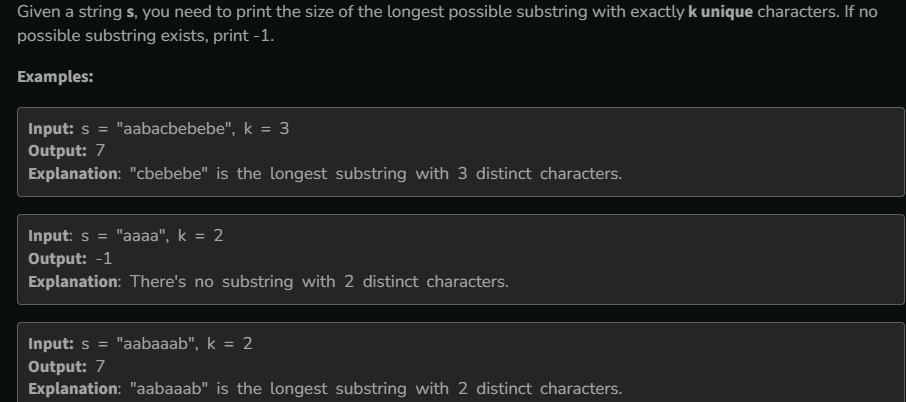 Given a string s, you need to print the size of the longest possible substring with exactly k unique characters. If no
possible substring exists, print -1.
Examples:
Input: s = "aabacbebebe", k = 3
Output: 7
Explanation: "cbebebe" is the longest substring with 3 distinct characters.
Input: s = "aaaa", k = 2
Output: -1
Explanation: There's no substring with 2 distinct characters.
Input: s = "aabaaab", k = 2
Output: 7
Explanation: "aabaaab" is the longest substring with 2 distinct characters.